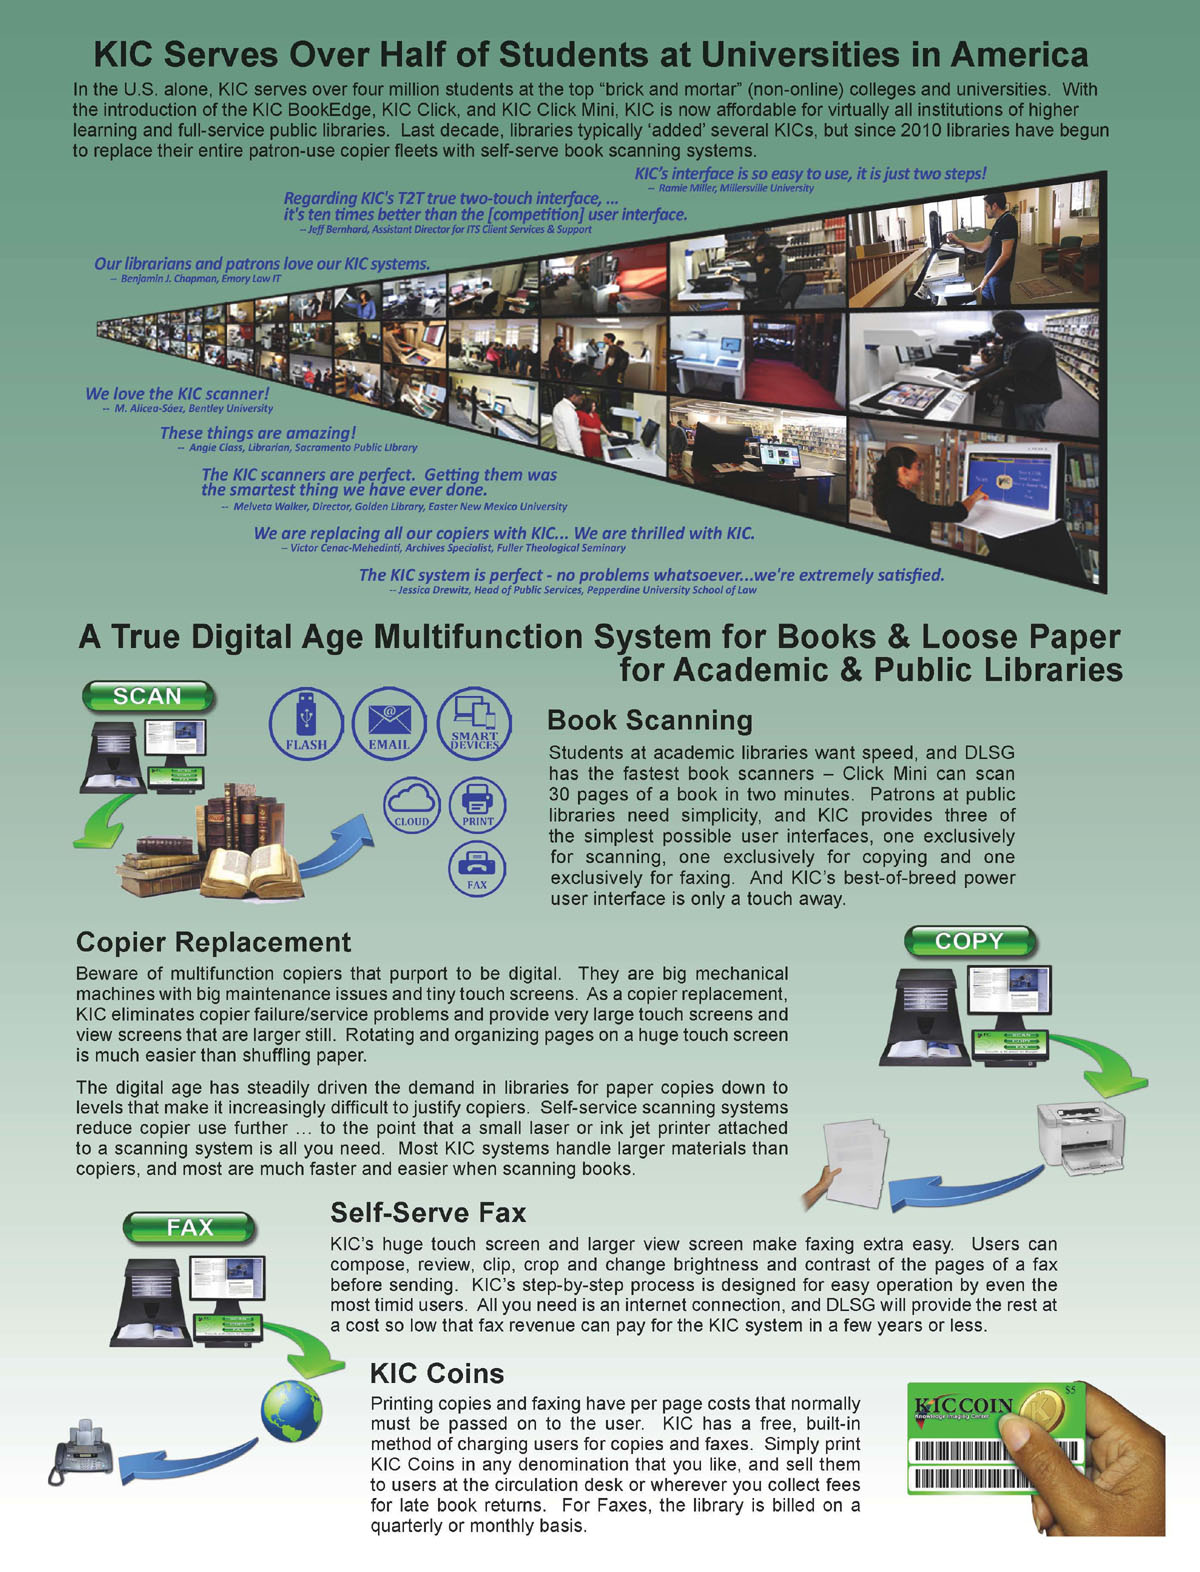 KIC Serves Over Half of Students at Universities in America
In the U.S. alone, KIC serves over four million students at the top “brick and mortar” (non-online) colleges and universities.  With
the introduction of the KIC BookEdge, KIC Click, and KIC Click Mini, KIC is now affordable for virtually all institutions of higher
learning and full-service public libraries.  Last decade, libraries typically ‘added’ several KICs, but since 2010 libraries have begun
to replace their entire patron-use copier fleets with self-serve book scanning systems.
KIC’s interface is so easy to use, it is just two steps!
-- Ramie Miller, Millersville University
Regarding KIC's T2T true two-touch interface, ...
it's ten times better than the [competition] user interface.
-- Jeff Bernhard, Assistant Director for ITS Client Services & Support
Our librarians and patrons love our KIC systems.
-- Benjamin J. Chapman, Emory Law IT
We love the KIC scanner!
-- M. Alicea-Sáez, Bentley University
These things are amazing!
-- Angie Class, Librarian, Sacramento Public Library
The KIC scanners are perfect.  Getting them was
the smartest thing we have ever done.
-- Melveta Walker, Director, Golden Library, Easter New Mexico University
We are replacing all our copiers with KIC... We are thrilled with KIC.
-- Victor Cenac-Mehedinti, Archives Specialist, Fuller Theological Seminary
The KIC system is perfect - no problems whatsoever...we're extremely satisfied.
-- Jessica Drewitz, Head of Public Services, Pepperdine University School of Law
A True Digital Age Multifunction System for Books & Loose Paper
for Academic & Public Libraries
SCAN
FLASH
EMAIL
SMART
DEVICES
CLOUD
PRINT
FAX
Book Scanning
Students at academic libraries want speed, and DLSG
has the fastest book scanners – Click Mini can scan
30 pages of a book in two minutes.  Patrons at public
libraries need simplicity, and KIC provides three of
the simplest possible user interfaces, one exclusively
for scanning, one exclusively for copying and one
exclusively for faxing.  And KIC’s best-of-breed power
user interface is only a touch away.
Copier Replacement
Beware of multifunction copiers that purport to be digital.  They are big mechanical
machines with big maintenance issues and tiny touch screens.  As a copier replacement,
KIC eliminates copier failure/service problems and provide very large touch screens and
view screens that are larger still.  Rotating and organizing pages on a huge touch screen
is much easier than shuffling paper.
The digital age has steadily driven the demand in libraries for paper copies down to
levels that make it increasingly difficult to justify copiers.  Self-service scanning systems
reduce copier use further ... to the point that a small laser or ink jet printer attached
to a scanning system is all you need.  Most KIC systems handle larger materials than
copiers, and most are much faster and easier when scanning books.
COPY
FAX
Self-Serve Fax
KIC’s huge touch screen and larger view screen make faxing extra easy.  Users can
compose, review, clip, crop and change brightness and contrast of the pages of a fax
before sending.  KIC’s step-by-step process is designed for easy operation by even the
most timid users.  All you need is an internet connection, and DLSG will provide the rest at
a cost so low that fax revenue can pay for the KIC system in a few years or less.
KIC Coins
Printing copies and faxing have per page costs that normally
must be passed on to the user.  KIC has a free, built-in
method of charging users for copies and faxes.  Simply print
KIC Coins in any denomination that you like, and sell them
to users at the circulation desk or wherever you collect fees
for late book returns.  For Faxes, the library is billed on a
quarterly or monthly basis.
$5
KICCOIN
Knowledge Imaging Center